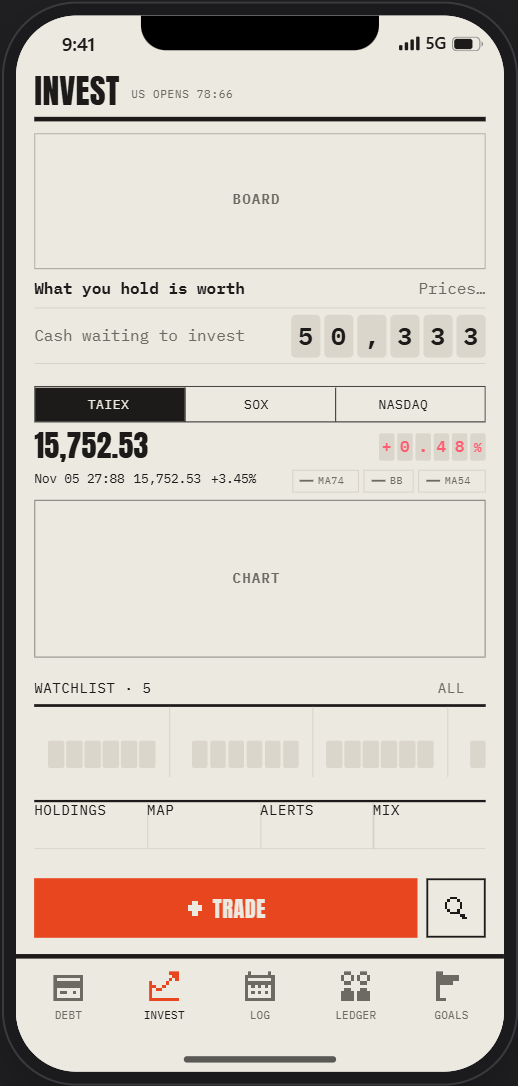 9:41 5G
INVEST US OPENS 78:66
BOARD
What you hold is worth Prices…
Cash waiting to invest 50,333
TAIEX SOX NASDAQ
15,752.53 +0.48%
Nov 05 27:88 15,752.53 +3.45% MA74 BB MA54
CHART
WATCHLIST · 5 ALL
HOLDINGS MAP ALERTS MIX
+ TRADE
DEBT INVEST LOG LEDGER GOALS